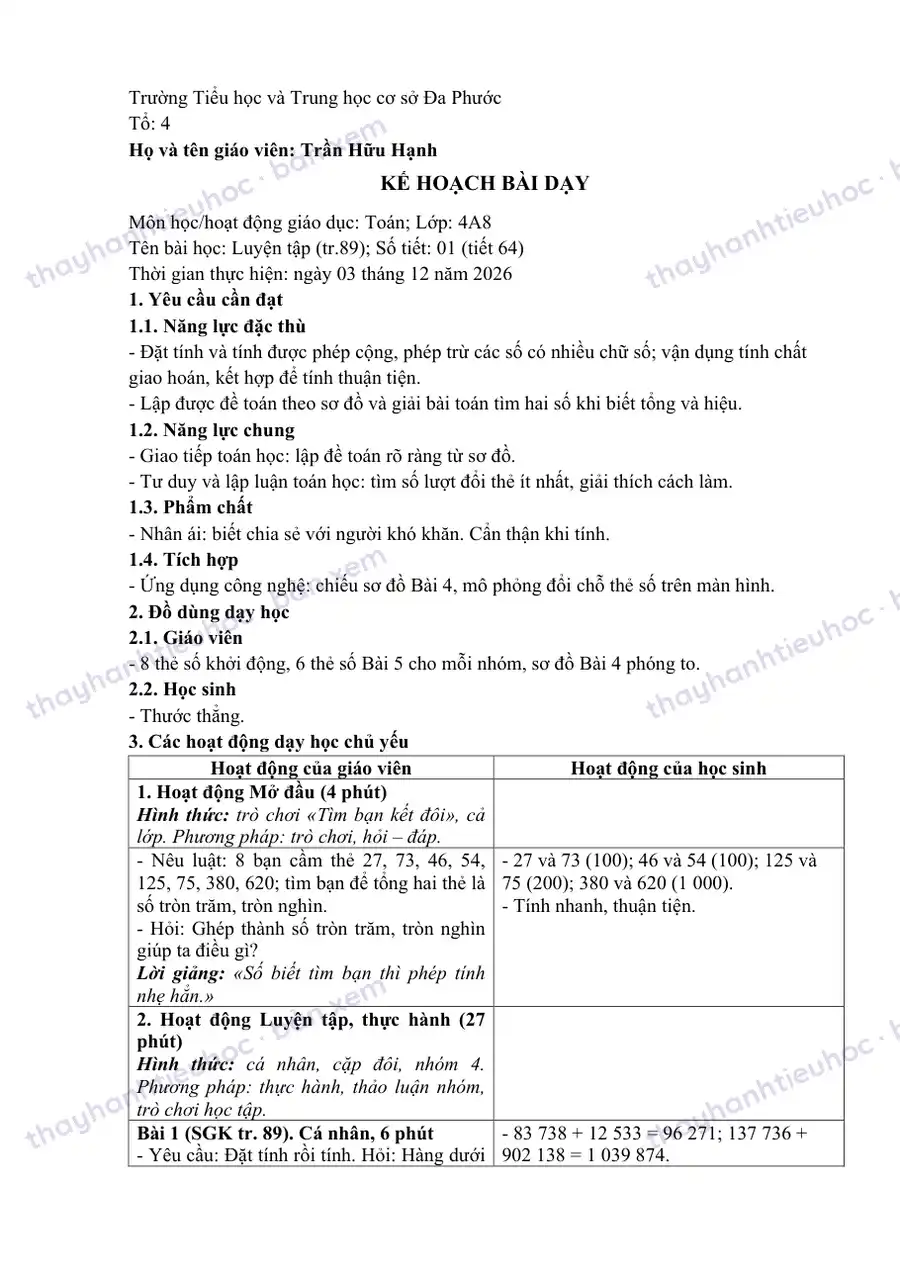 Trường Tiểu học và Trung học cơ sở Đa Phước
Tổ: 4
Họ và tên giáo viên: Trần Hữu Hạnh
KẾ HOẠCH BÀI DẠY
Môn học/hoạt động giáo dục: Toán; Lớp: 4A8
Tên bài học: Luyện tập (tr.89); Số tiết: 01 (tiết 64)
Thời gian thực hiện: ngày 03 tháng 12 năm 2026
1. Yêu cầu cần đạt
1.1. Năng lực đặc thù
- Đặt tính và tính được phép cộng, phép trừ các số có nhiều chữ số; vận dụng tính chất
giao hoán, kết hợp để tính thuận tiện.
- Lập được đề toán theo sơ đồ và giải bài toán tìm hai số khi biết tổng và hiệu.
1.2. Năng lực chung
- Giao tiếp toán học: lập đề toán rõ ràng từ sơ đồ.
- Tư duy và lập luận toán học: tìm số lượt đổi thẻ ít nhất, giải thích cách làm.
1.3. Phẩm chất
- Nhân ái: biết chia sẻ với người khó khăn. Cẩn thận khi tính.
1.4. Tích hợp
- Ứng dụng công nghệ: chiếu sơ đồ Bài 4, mô phỏng đổi chỗ thẻ số trên màn hình.
2. Đồ dùng dạy học
2.1. Giáo viên
- 8 thẻ số khởi động, 6 thẻ số Bài 5 cho mỗi nhóm, sơ đồ Bài 4 phóng to.
2.2. Học sinh
- Thước thẳng.
3. Các hoạt động dạy học chủ yếu
Hoạt động của giáo viên
Hoạt động của học sinh
1. Hoạt động Mở đầu (4 phút)
Hình thức: trò chơi «Tìm bạn kết đôi», cả
lớp. Phương pháp: trò chơi, hỏi – đáp.
- Nêu luật: 8 bạn cầm thẻ 27, 73, 46, 54,
125, 75, 380, 620; tìm bạn để tổng hai thẻ là
số tròn trăm, tròn nghìn.
- Hỏi: Ghép thành số tròn trăm, tròn nghìn
giúp ta điều gì?
Lời giảng: «Số biết tìm bạn thì phép tính
nhẹ hẳn.»
- 27 và 73 (100); 46 và 54 (100); 125 và
75 (200); 380 và 620 (1 000).
- Tính nhanh, thuận tiện.
2. Hoạt động Luyện tập, thực hành (27
phút)
Hình thức: cá nhân, cặp đôi, nhóm 4.
Phương pháp: thực hành, thảo luận nhóm,
trò chơi học tập.
Bài 1 (SGK tr. 89). Cá nhân, 6 phút
- Yêu cầu: Đặt tính rồi tính. Hỏi: Hàng dưới
- 83 738 + 12 533 = 96 271; 137 736 +
902 138 = 1 039 874.
thayhanhtieuhoc · bản xem
thayhanhtieuhoc · b
thayhanhtieuhoc · bản xem
thayhanhtieuhoc · b
thayhanhtieuhoc · bản xem
thayhanhtieuhoc · b